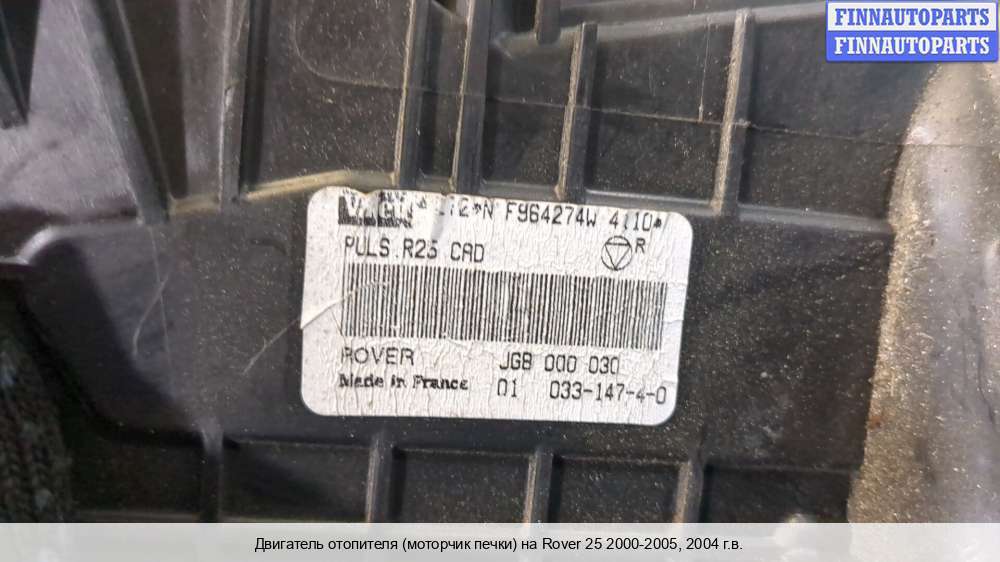 FINNAUTOPARTS
FINNAUTOPARTS
F964274W 4110*
PULS.R25 CAD
R
ROVER JGB 000 030
Made in France 01 033-147-4-0
Двигатель отопителя (моторчик печки) на Rover 25 2000-2005, 2004 г.в.